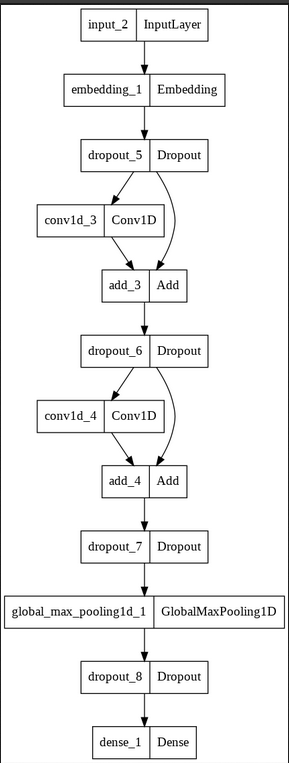 input_2 InputLayer
embedding_1 Embedding
dropout_5 Dropout
conv1d_3 Conv1D
add_3 Add
dropout_6 Dropout
conv1d_4 Conv1D
add_4 Add
dropout_7 Dropout
global_max_pooling1d_1 GlobalMaxPooling1D
dropout_8 Dropout
dense_1 Dense